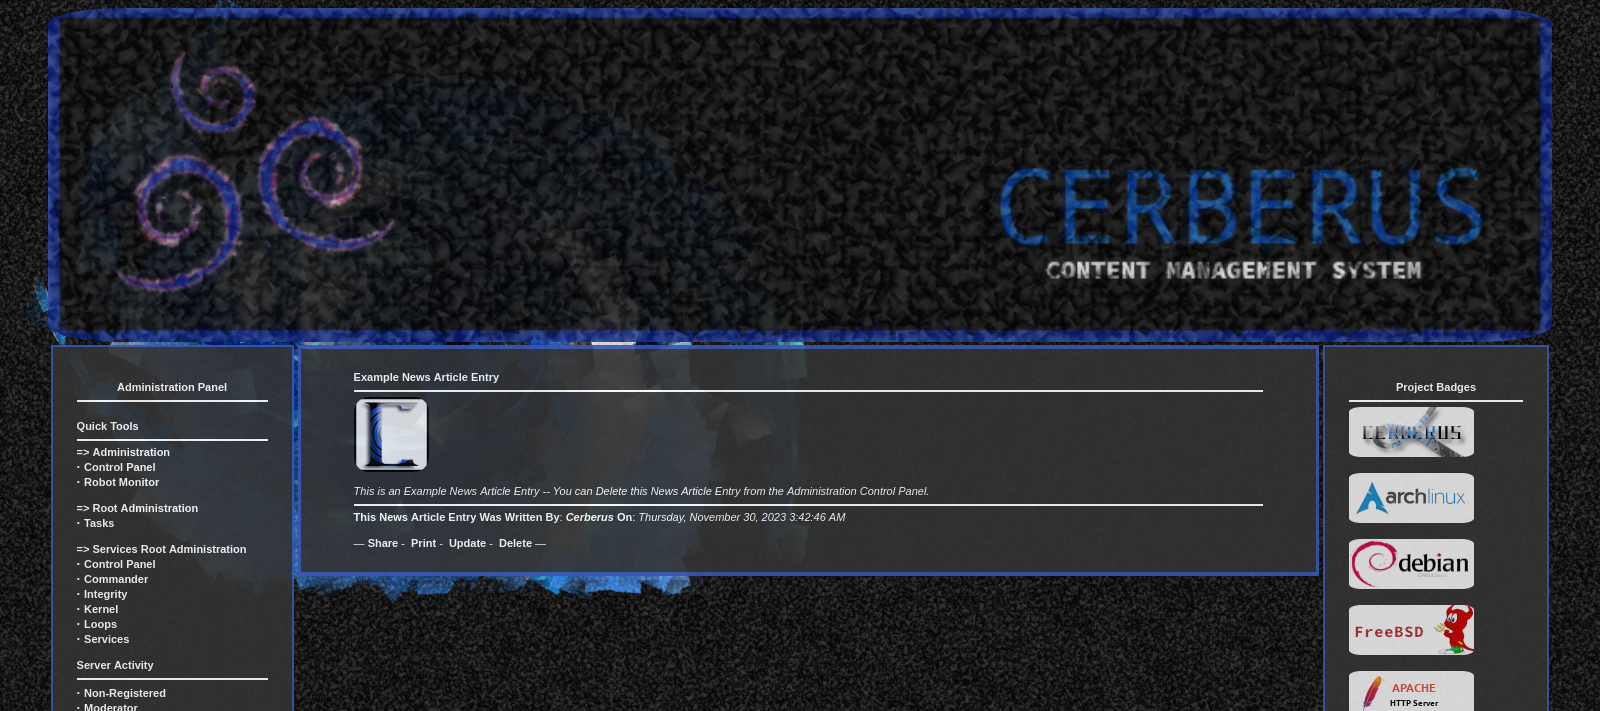 CERBERUS
CONTENT MANAGEMENT SYSTEM
Administration Panel
Quick Tools
=> Administration
· Control Panel
· Robot Monitor
=> Root Administration
· Tasks
=> Services Root Administration
· Control Panel
· Commander
· Integrity
· Kernel
· Loops
· Services
Server Activity
· Non-Registered
· Moderator
Example News Article Entry
This is an Example News Article Entry -- You can Delete this News Article Entry from the Administration Control Panel.
This News Article Entry Was Written By: Cerberus On: Thursday, November 30, 2023 3:42:46 AM
— Share - Print - Update - Delete —
Project Badges
CERBERUS
archlinux
debian
FreeBSD
APACHE
HTTP Server